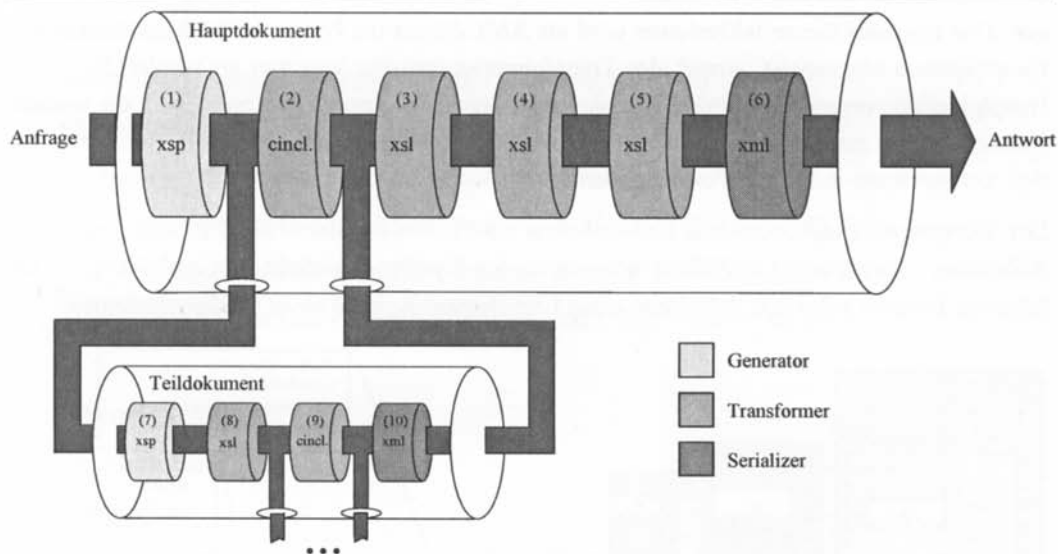 Hauptdokument
Anfrage
(1)
xsp
(2)
cincl.
(3)
xsl
(4)
xsl
(5)
xsl
(6)
xml
Antwort
Teildokument
(7)
xsp
(8)
xsl
(9)
cincl.
(10)
xml
...
Generator
Transformer
Serializer